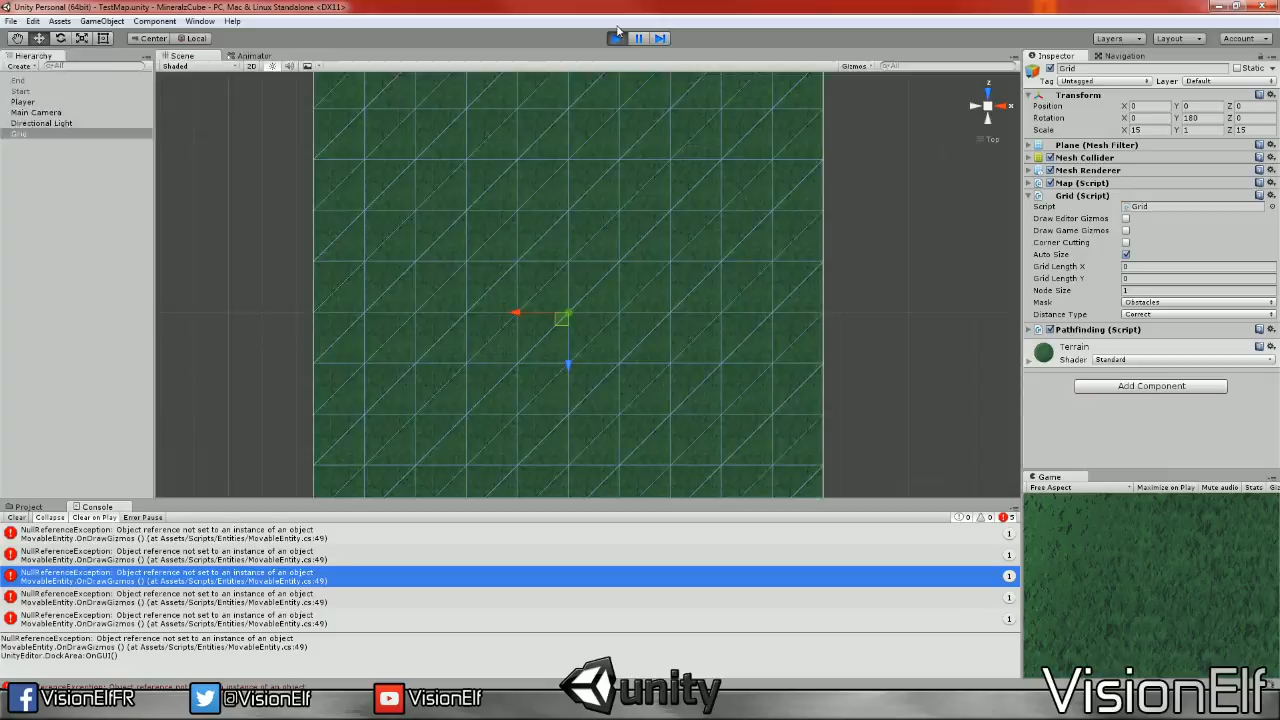 Unity Personal (64bit) - TestMap.unity - MineralzCube - PC, Mac & Linux Standalone <DX11>
File Edit Assets GameObject Component Window Help
Center Local Layers Layout Account
Hierarchy Scene Animator Inspector Navigation
Create All Shaded 2D Gizmos All
Grid Static
Tag Untagged Layer Default
End
Start
Player
Main Camera
Directional Light
Grid
z
x
Top
Transform
Position X 0 Y 0 Z 0
Rotation X 0 Y 180 Z 0
Scale X 15 Y 1 Z 15
Plane (Mesh Filter)
Mesh Collider
Mesh Renderer
Map (Script)
Grid (Script)
Script Grid
Draw Editor Gizmos
Draw Game Gizmos
Corner Cutting
Auto Size
Grid Length X 0
Grid Length Y 0
Node Size 1
Mask Obstacles
Distance Type Correct
Pathfinding (Script)
Terrain
Shader Standard
Add Component
Game
Free Aspect Maximize on Play Mute audio Stats Giz
Project Console
Clear Collapse Clear on Play Error Pause 0 0 5
NullReferenceException: Object reference not set to an instance of an object
MovableEntity.OnDrawGizmos () (at Assets/Scripts/Entities/MovableEntity.cs:49) 1
NullReferenceException: Object reference not set to an instance of an object
MovableEntity.OnDrawGizmos () (at Assets/Scripts/Entities/MovableEntity.cs:49) 1
NullReferenceException: Object reference not set to an instance of an object
MovableEntity.OnDrawGizmos () (at Assets/Scripts/Entities/MovableEntity.cs:49) 1
NullReferenceException: Object reference not set to an instance of an object
MovableEntity.OnDrawGizmos () (at Assets/Scripts/Entities/MovableEntity.cs:49) 1
NullReferenceException: Object reference not set to an instance of an object
MovableEntity.OnDrawGizmos () (at Assets/Scripts/Entities/MovableEntity.cs:49) 1
NullReferenceException: Object reference not set to an instance of an object
MovableEntity.OnDrawGizmos () (at Assets/Scripts/Entities/MovableEntity.cs:49)
UnityEditor.DockArea:OnGUI()
VisionElfFR @VisionElf VisionElf unity VisionElf